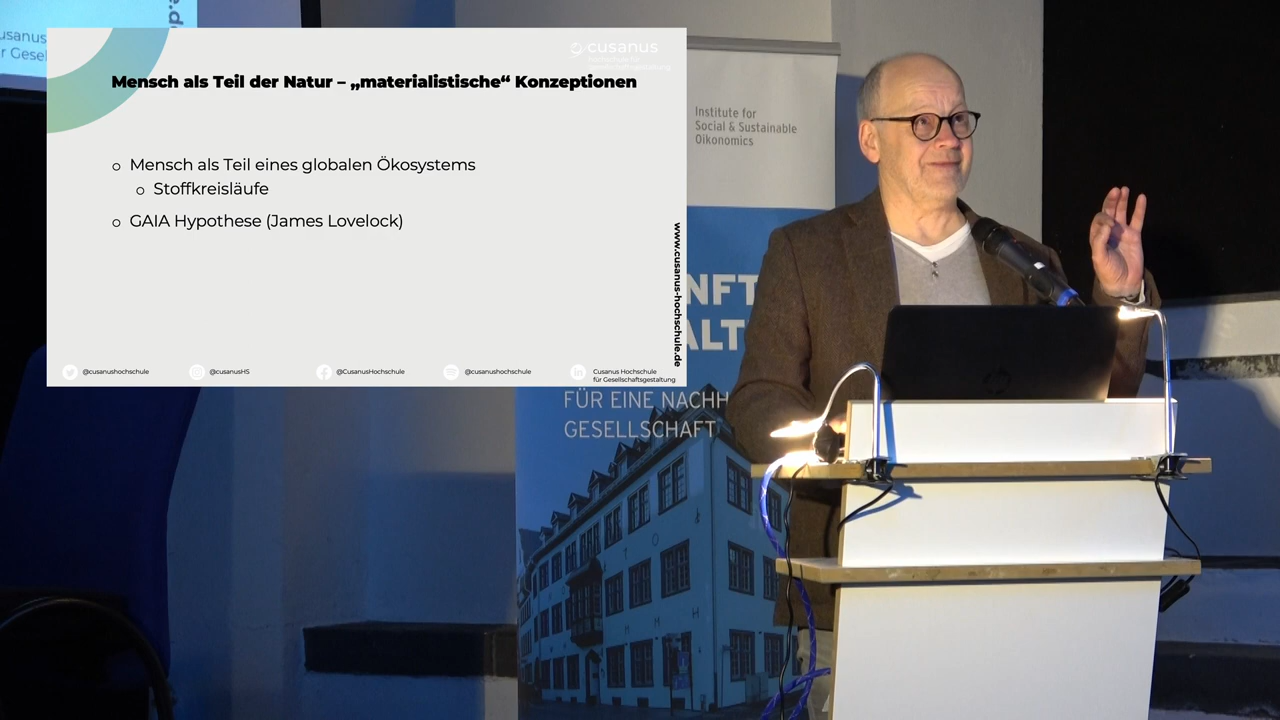 cusanus
Mensch als Teil der Natur – „materialistische“ Konzeptionen
Mensch als Teil eines globalen Ökosystems
Stoffkreisläufe
GAIA Hypothese (James Lovelock)
www.cusanus-hochschule.de
@cusanushochschule
@cusanusHS
@CusanusHochschule
@cusanushochschule
Cusanus Hochschule
für Gesellschaftsgestaltung
Institute for
Social & Sustainable
Oikonomics
NFT
ALT
FÜR EINE NACHH
GESELLSCHAFT